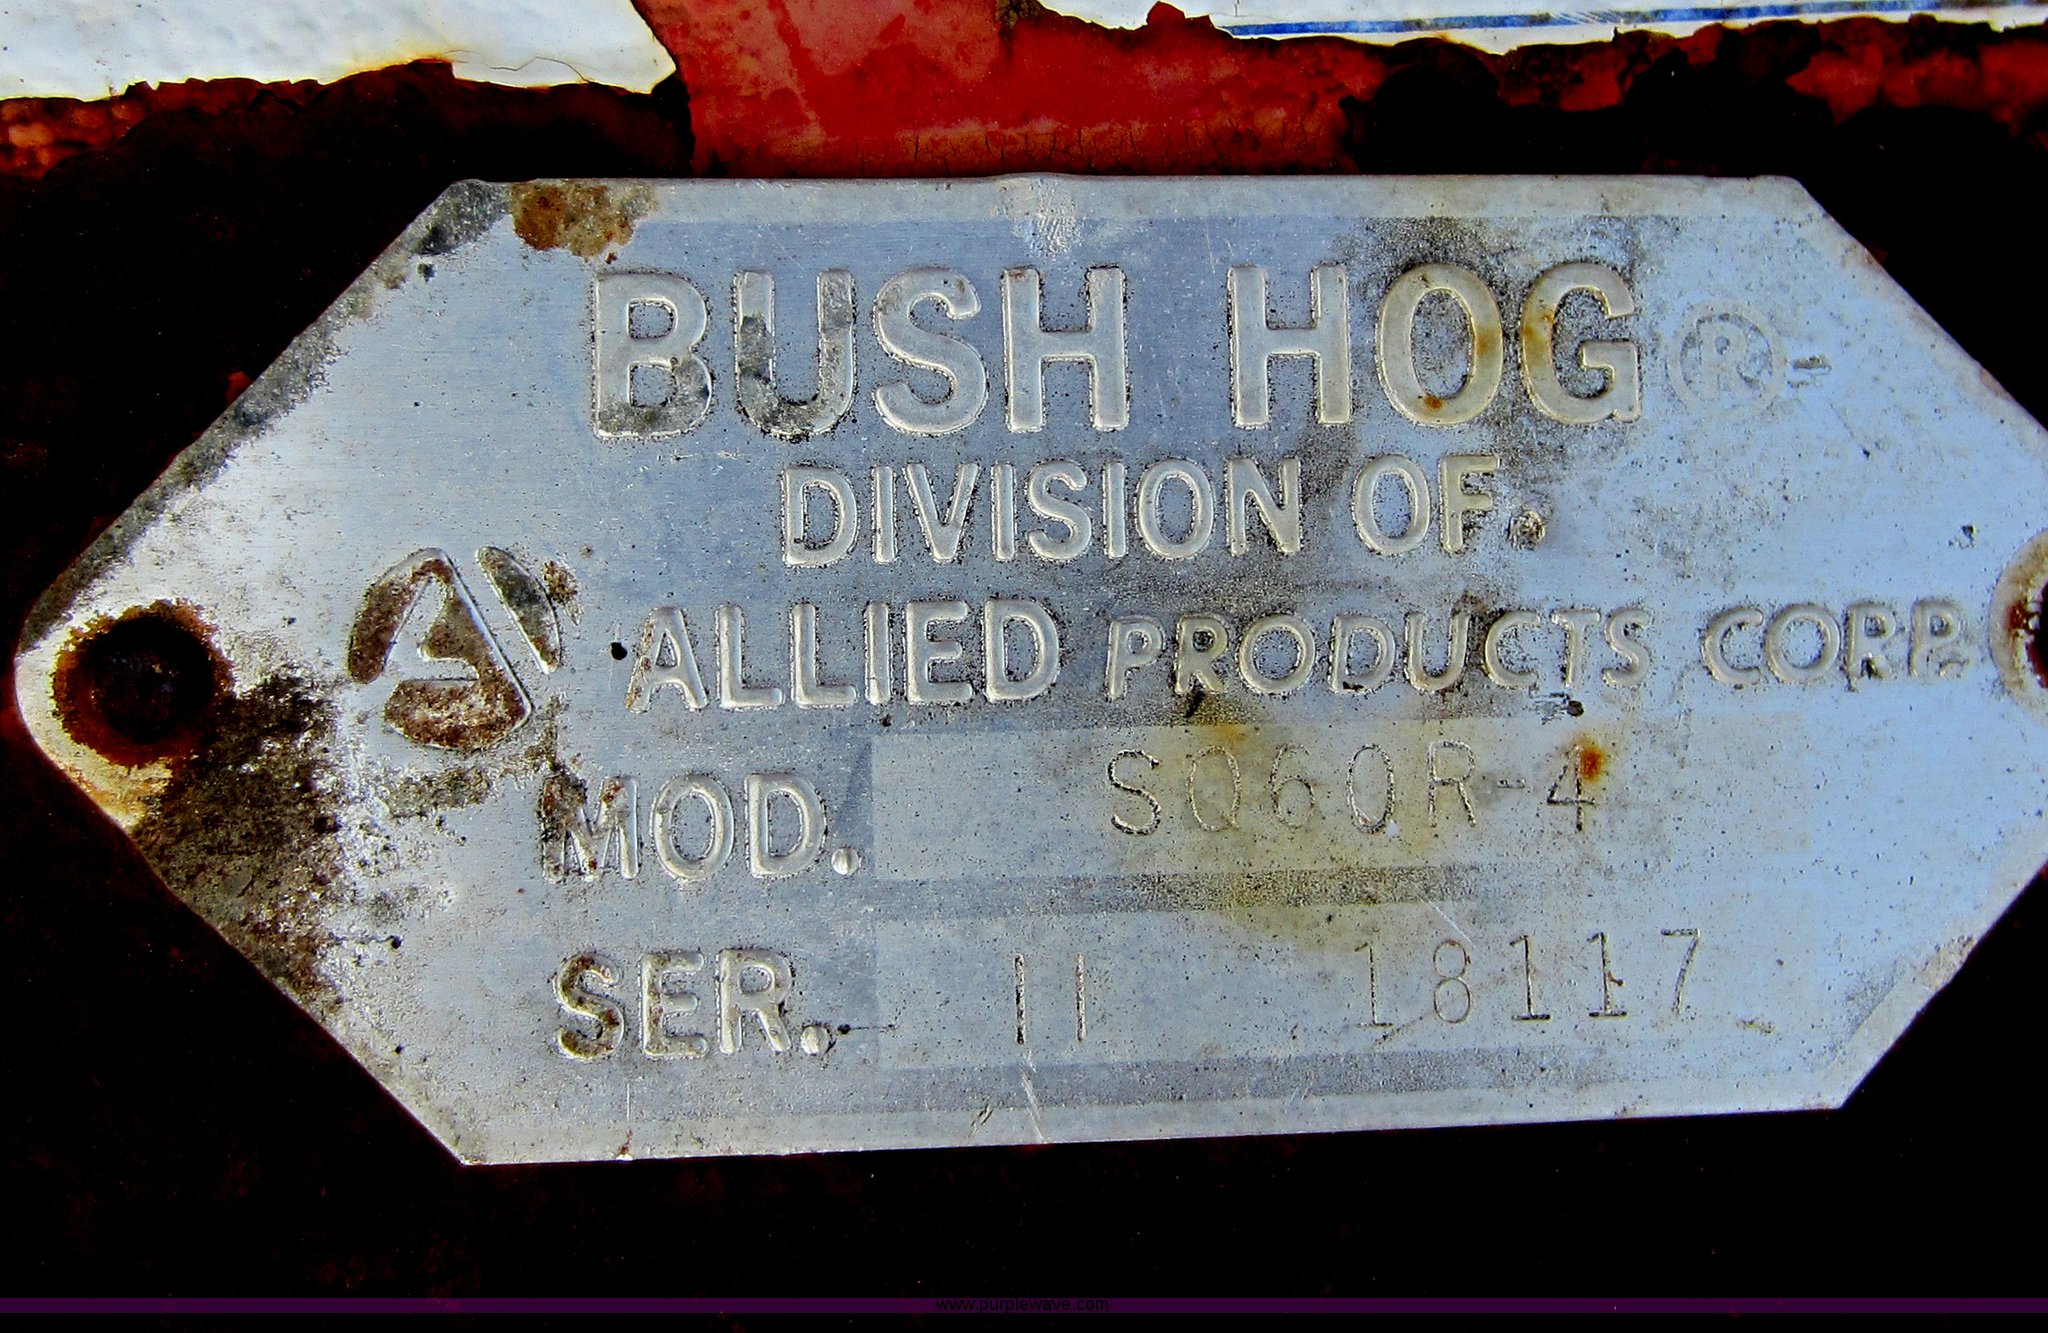 BUSH HOG ®
DIVISION OF
ALLIED PRODUCTS CORP.
MOD. SQ60R-4
SER. 11 18117
www.purplewave.com